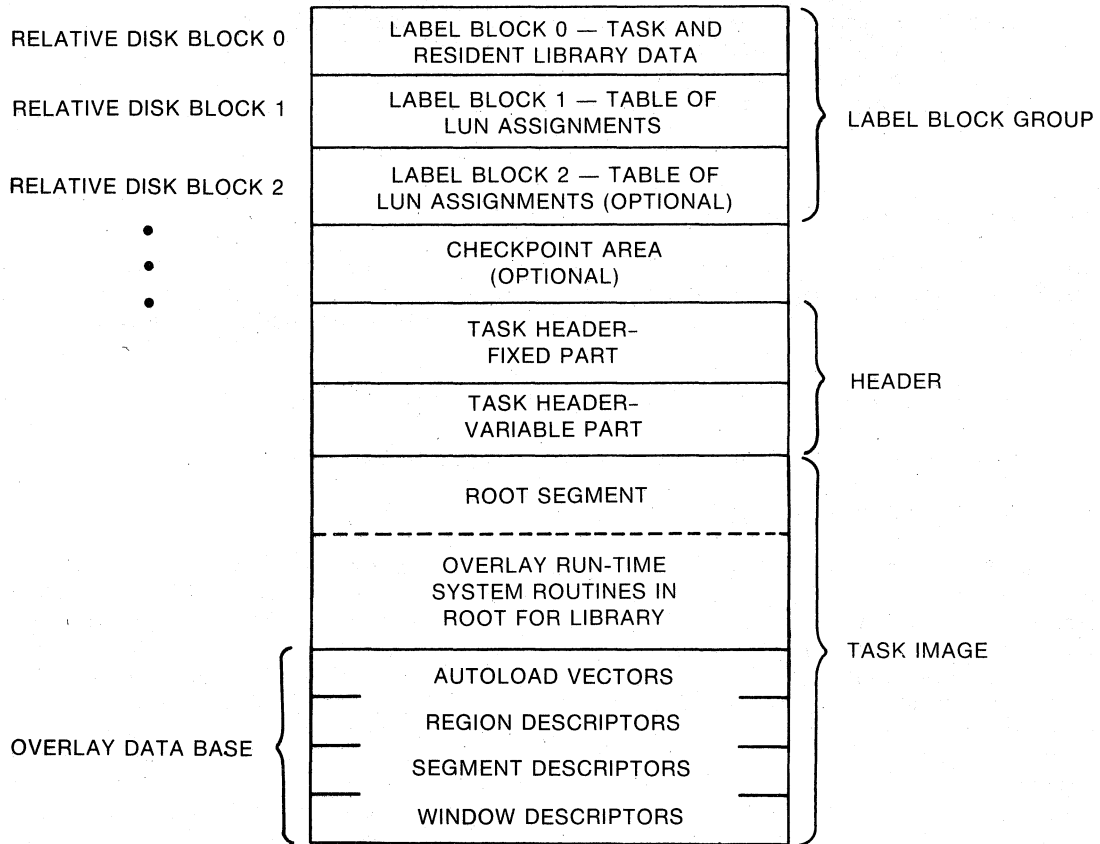 RELATIVE DISK BLOCK 0
LABEL BLOCK 0 — TASK AND
RESIDENT LIBRARY DATA
RELATIVE DISK BLOCK 1
LABEL BLOCK 1 — TABLE OF
LUN ASSIGNMENTS
LABEL BLOCK GROUP
RELATIVE DISK BLOCK 2
LABEL BLOCK 2 — TABLE OF
LUN ASSIGNMENTS (OPTIONAL)
CHECKPOINT AREA
(OPTIONAL)
TASK HEADER–
FIXED PART
HEADER
TASK HEADER–
VARIABLE PART
ROOT SEGMENT
OVERLAY RUN-TIME
SYSTEM ROUTINES IN
ROOT FOR LIBRARY
TASK IMAGE
OVERLAY DATA BASE
AUTOLOAD VECTORS
REGION DESCRIPTORS
SEGMENT DESCRIPTORS
WINDOW DESCRIPTORS